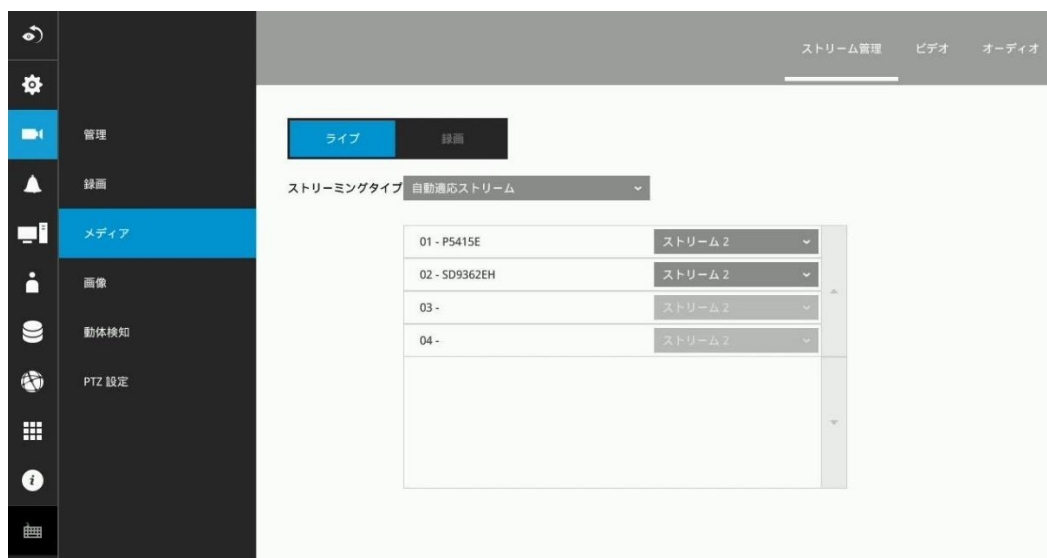 ストリーム管理 ビデオ オーディオ
管理
録画
メディア
画像
動体検知
PTZ 設定
ライブ 録画
ストリーミングタイプ 自動適応ストリーム
01 - P5415E ストリーム 2
02 - SD9362EH ストリーム 2
03 - ストリーム 2
04 - ストリーム 2